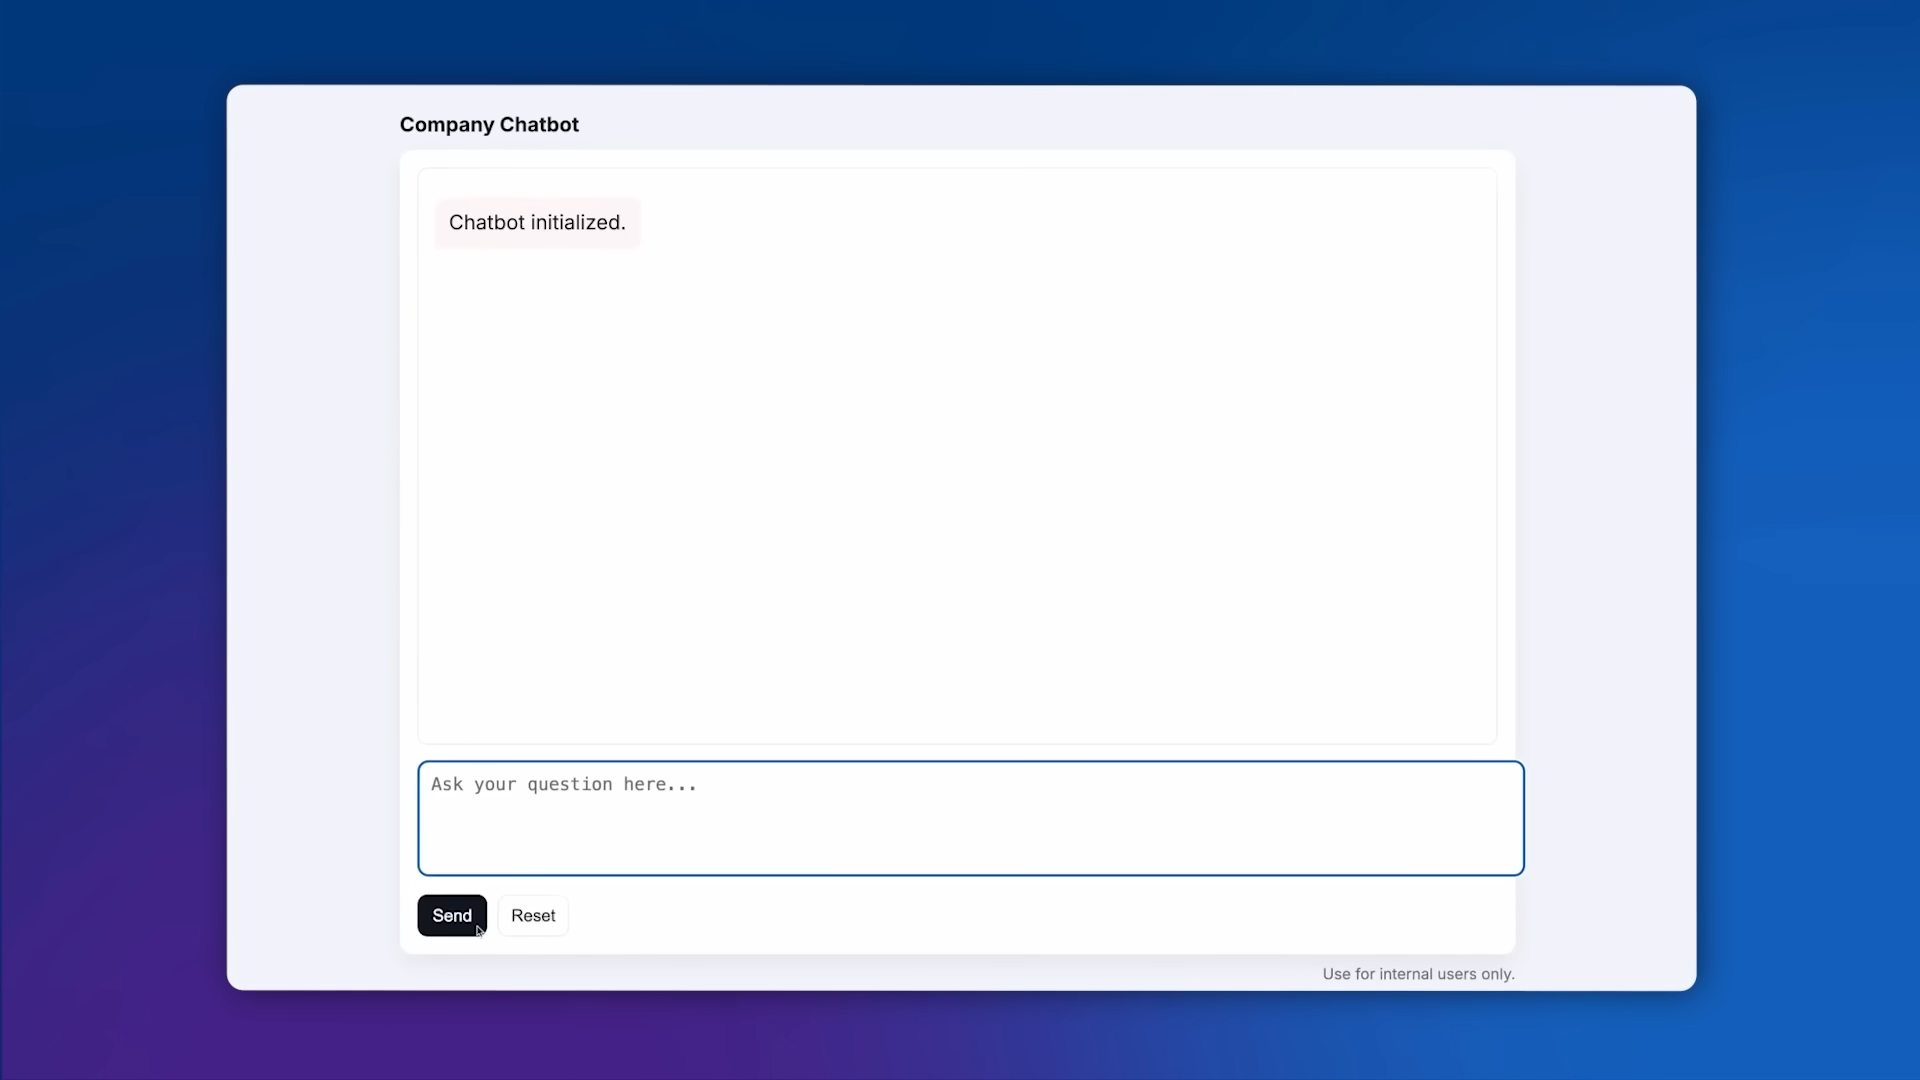 Company Chatbot
Chatbot initialized.
Ask your question here...
Send
Reset
Use for internal users only.